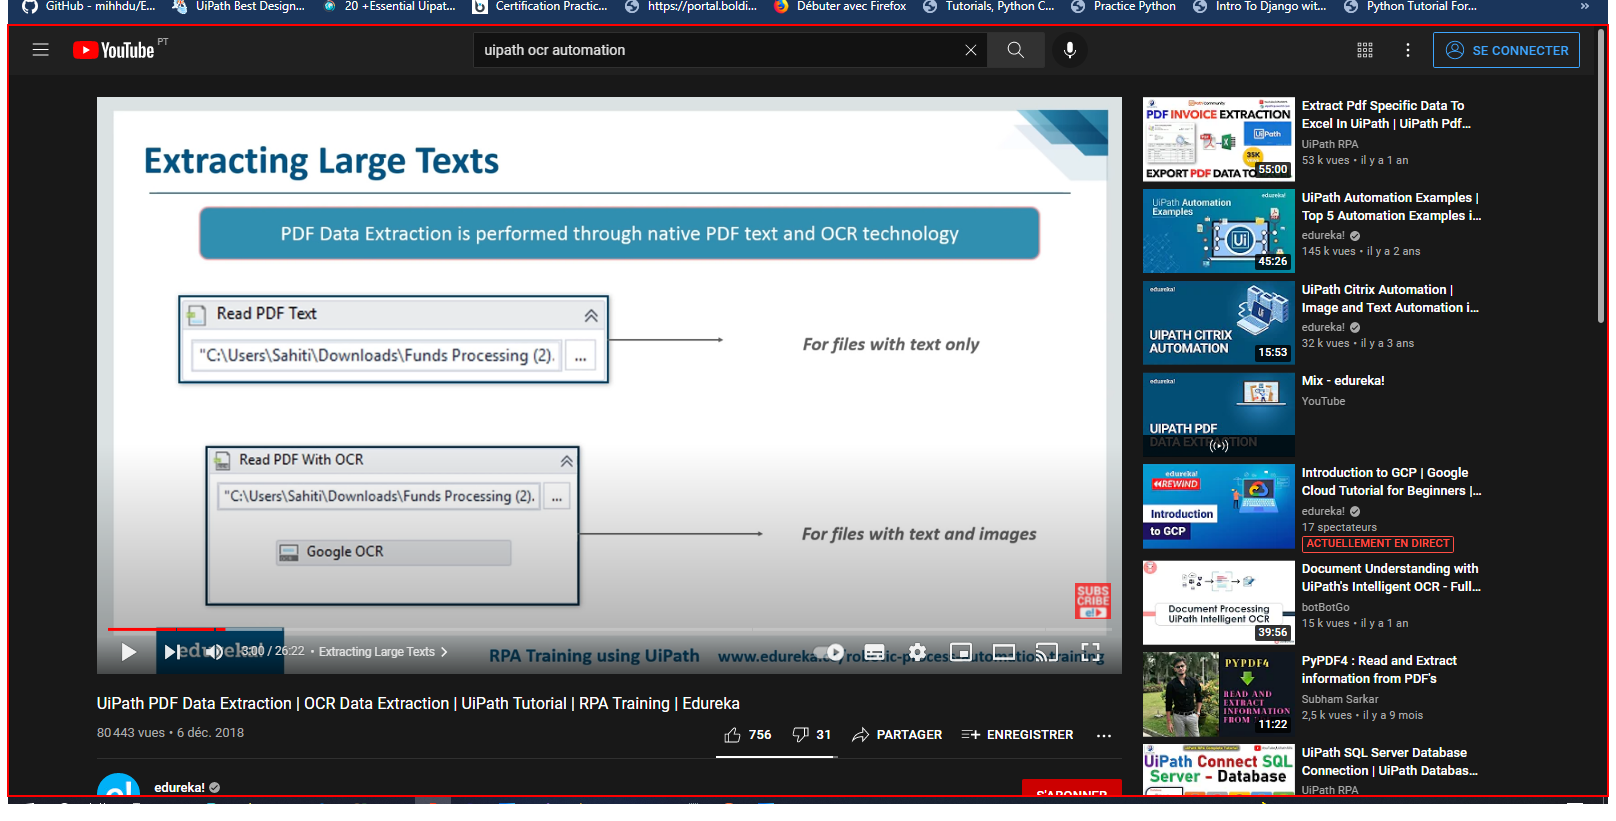 GitHub - mihhdu/E...
UiPath Best Design...
20 +Essential Uipat...
Certification Practic...
https://portal.boldi...
Débuter avec Firefox
Tutorials, Python C...
Practice Python
Intro To Django wit...
Python Tutorial For...
»
YouTube PT
uipath ocr automation
SE CONNECTER
Extracting Large Texts
PDF Data Extraction is performed through native PDF text and OCR technology
Read PDF Text
"C:\Users\Sahiti\Downloads\Funds Processing (2).
...
For files with text only
Read PDF With OCR
"C:\Users\Sahiti\Downloads\Funds Processing (2).
...
Google OCR
For files with text and images
SUBS
CRIBE
edureka!
3:00 / 26:22 • Extracting Large Texts
RPA Training using UiPath
www.edureka.co/robotic-process-automation-training
UiPath PDF Data Extraction | OCR Data Extraction | UiPath Tutorial | RPA Training | Edureka
80 443 vues • 6 déc. 2018
756
31
PARTAGER
ENREGISTRER
...
edureka!
S'ABONNER
PDF INVOICE EXTRACTION
UiPath
35K
EXPORT PDF DATA TO
55:00
Extract Pdf Specific Data To
Excel In UiPath | UiPath Pdf...
UiPath RPA
53 k vues • il y a 1 an
edureka!
UiPath Automation
Examples
Ui
45:26
UiPath Automation Examples |
Top 5 Automation Examples i...
edureka!
145 k vues • il y a 2 ans
edureka!
UIPATH CITRIX
AUTOMATION
15:53
UiPath Citrix Automation |
Image and Text Automation i...
edureka!
32 k vues • il y a 3 ans
edureka!
UIPATH PDF
DATA EXTRACTION
Mix - edureka!
YouTube
edureka!
REWIND
Introduction
to GCP
Introduction to GCP | Google
Cloud Tutorial for Beginners |...
edureka!
17 spectateurs
ACTUELLEMENT EN DIRECT
Document Processing
UiPath Intelligent OCR
39:56
Document Understanding with
UiPath's Intelligent OCR - Full...
botBotGo
15 k vues • il y a 1 an
PYPDF4
READ AND
EXTRACT
INFORMATION
FROM
11:22
PyPDF4 : Read and Extract
information from PDF's
Subham Sarkar
2,5 k vues • il y a 9 mois
UiPath Connect SQL
Server - Database
UiPath SQL Server Database
Connection | UiPath Databas...
UiPath RPA